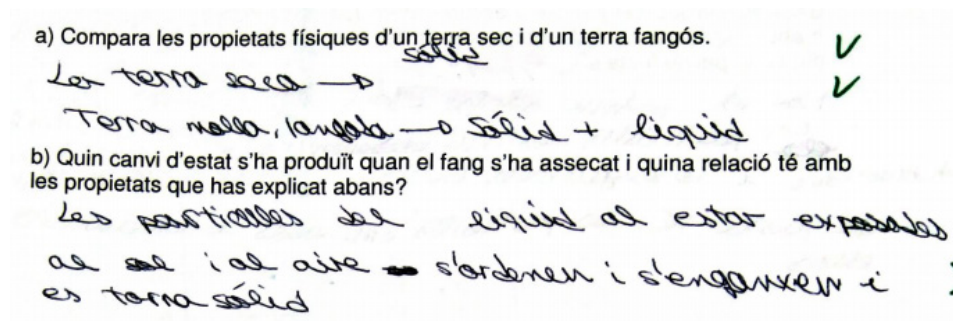 a) Compara les propietats físiques d'un terra sec i d'un terra fangós.
La terra seca → sòlid
Terra molla, fangosa → Sòlid + líquid
b) Quin canvi d'estat s'ha produït quan el fang s'ha assecat i quina relació té amb
les propietats que has explicat abans?
Les partícules del líquid al estar exposades
al sol i al aire s'ordenen i s'enganxen i
es torna sòlid